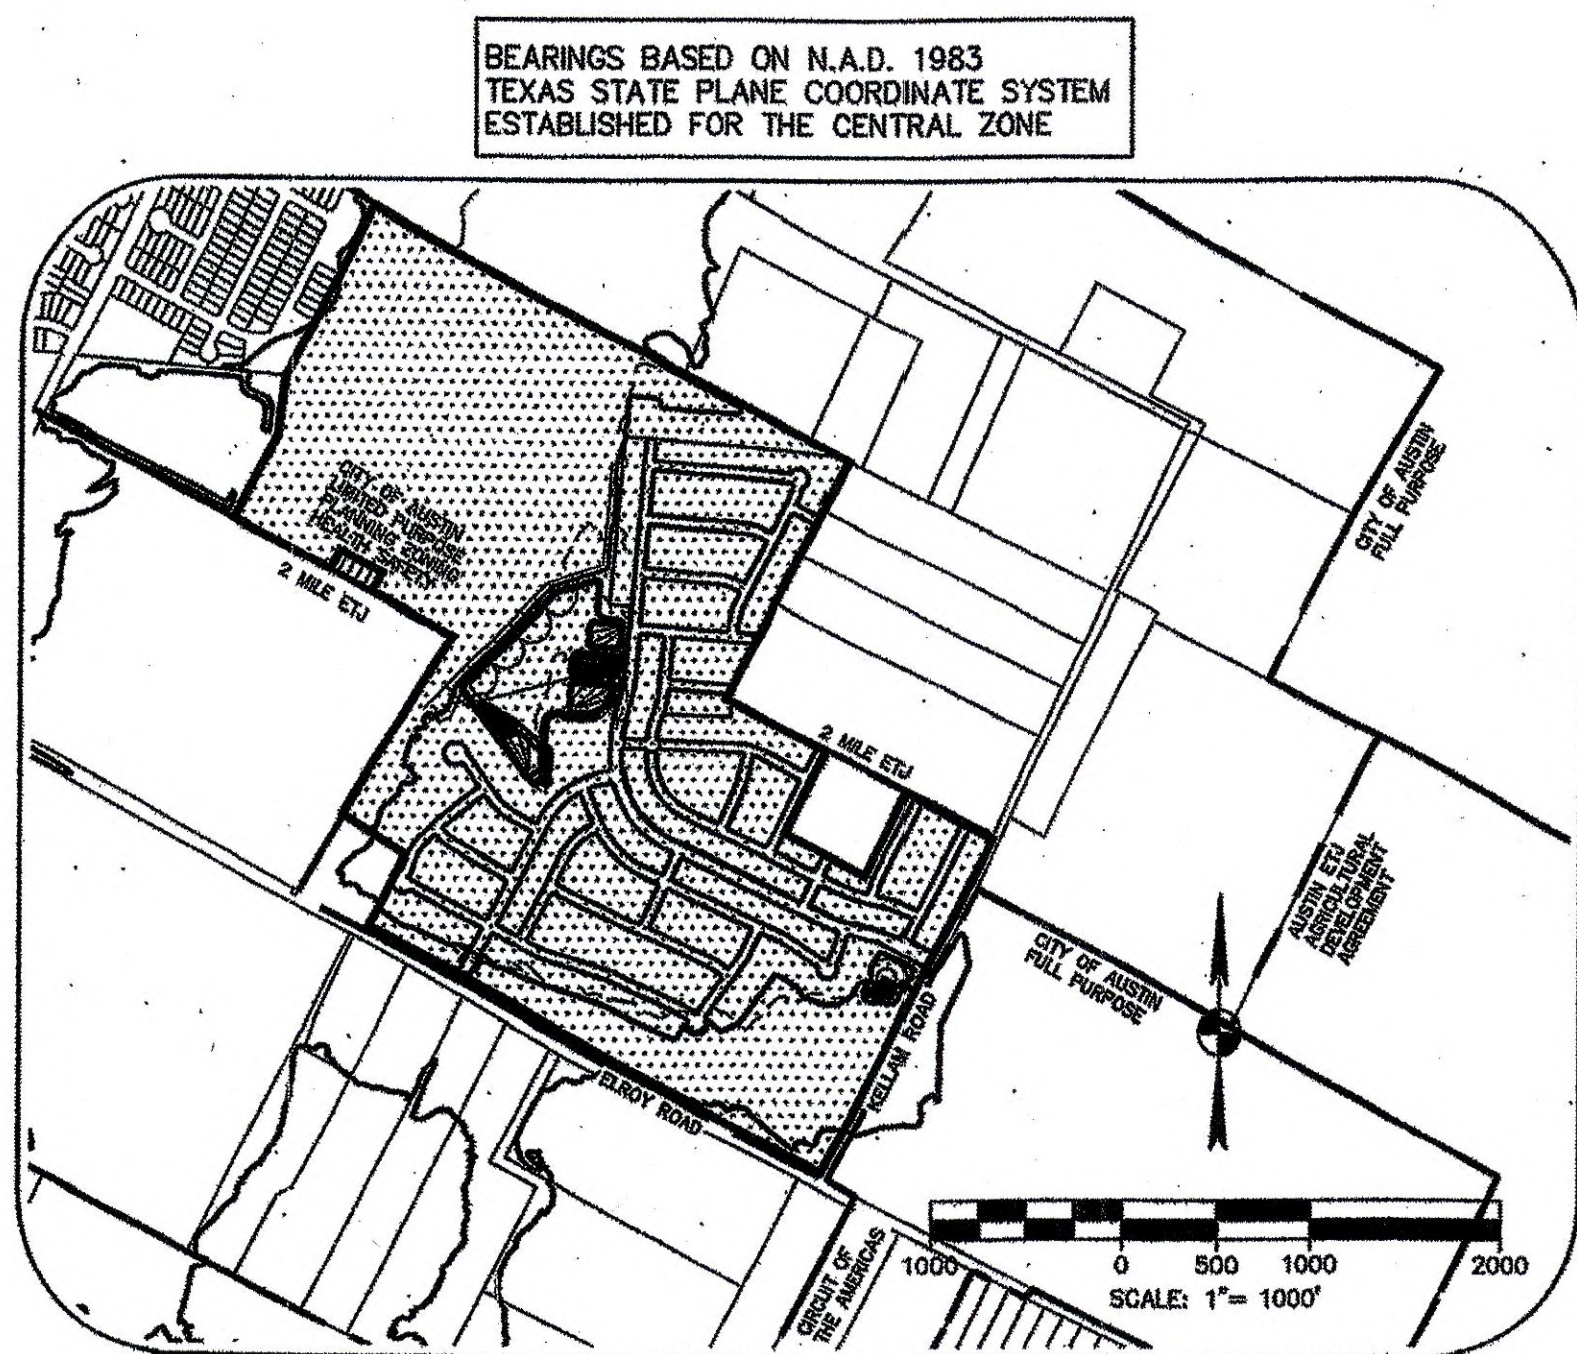 BEARINGS BASED ON N.A.D. 1983
TEXAS STATE PLANE COORDINATE SYSTEM
ESTABLISHED FOR THE CENTRAL ZONE
CITY OF AUSTIN
FULL PURPOSE
CITY OF AUSTIN
LIMITED PURPOSE
PLANNING ZONING
HEALTH SAFETY
2 MILE ETJ
2 MILE ETJ
AUSTIN ETJ
AGRICULTURAL
DEVELOPMENT
AGREEMENT
CITY OF AUSTIN
FULL PURPOSE
KELLAM ROAD
ELROY ROAD
CIRCUIT OF
THE AMERICAS
1000 0 500 1000 2000
SCALE: 1"= 1000'